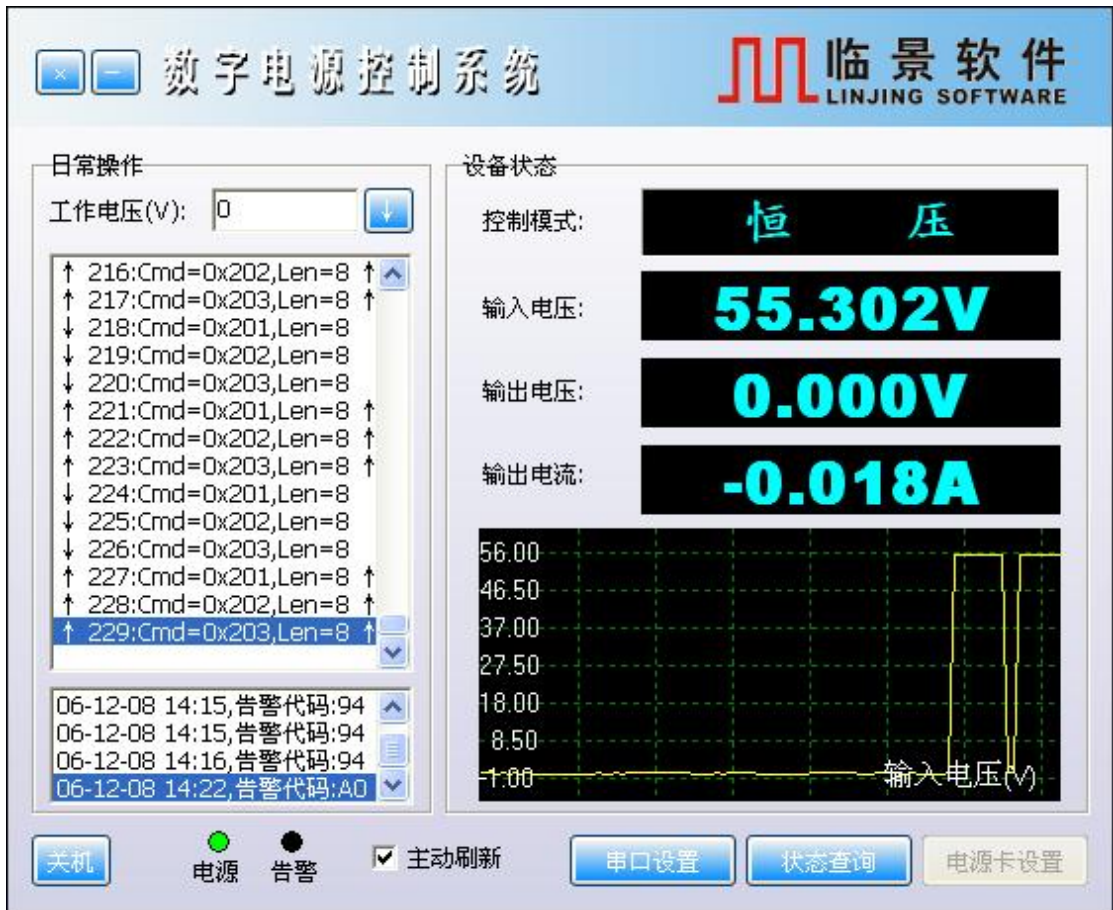 数字电源控制系统
临景软件
LINJING SOFTWARE
日常操作
工作电压(V): 0 ↓
↑ 216:Cmd=0x202,Len=8 ↑
↑ 217:Cmd=0x203,Len=8 ↑
↓ 218:Cmd=0x201,Len=8
↓ 219:Cmd=0x202,Len=8
↓ 220:Cmd=0x203,Len=8
↑ 221:Cmd=0x201,Len=8 ↑
↑ 222:Cmd=0x202,Len=8 ↑
↑ 223:Cmd=0x203,Len=8 ↑
↓ 224:Cmd=0x201,Len=8
↓ 225:Cmd=0x202,Len=8
↓ 226:Cmd=0x203,Len=8
↑ 227:Cmd=0x201,Len=8 ↑
↑ 228:Cmd=0x202,Len=8 ↑
↑ 229:Cmd=0x203,Len=8 ↑
06-12-08 14:15,告警代码:94
06-12-08 14:15,告警代码:94
06-12-08 14:16,告警代码:94
06-12-08 14:22,告警代码:A0
设备状态
控制模式: 恒 压
输入电压: 55.302V
输出电压: 0.000V
输出电流: -0.018A
56.00
46.50
37.00
27.50
18.00
8.50
-1.00
输入电压(V)
关机
电源
告警
主动刷新
串口设置
状态查询
电源卡设置